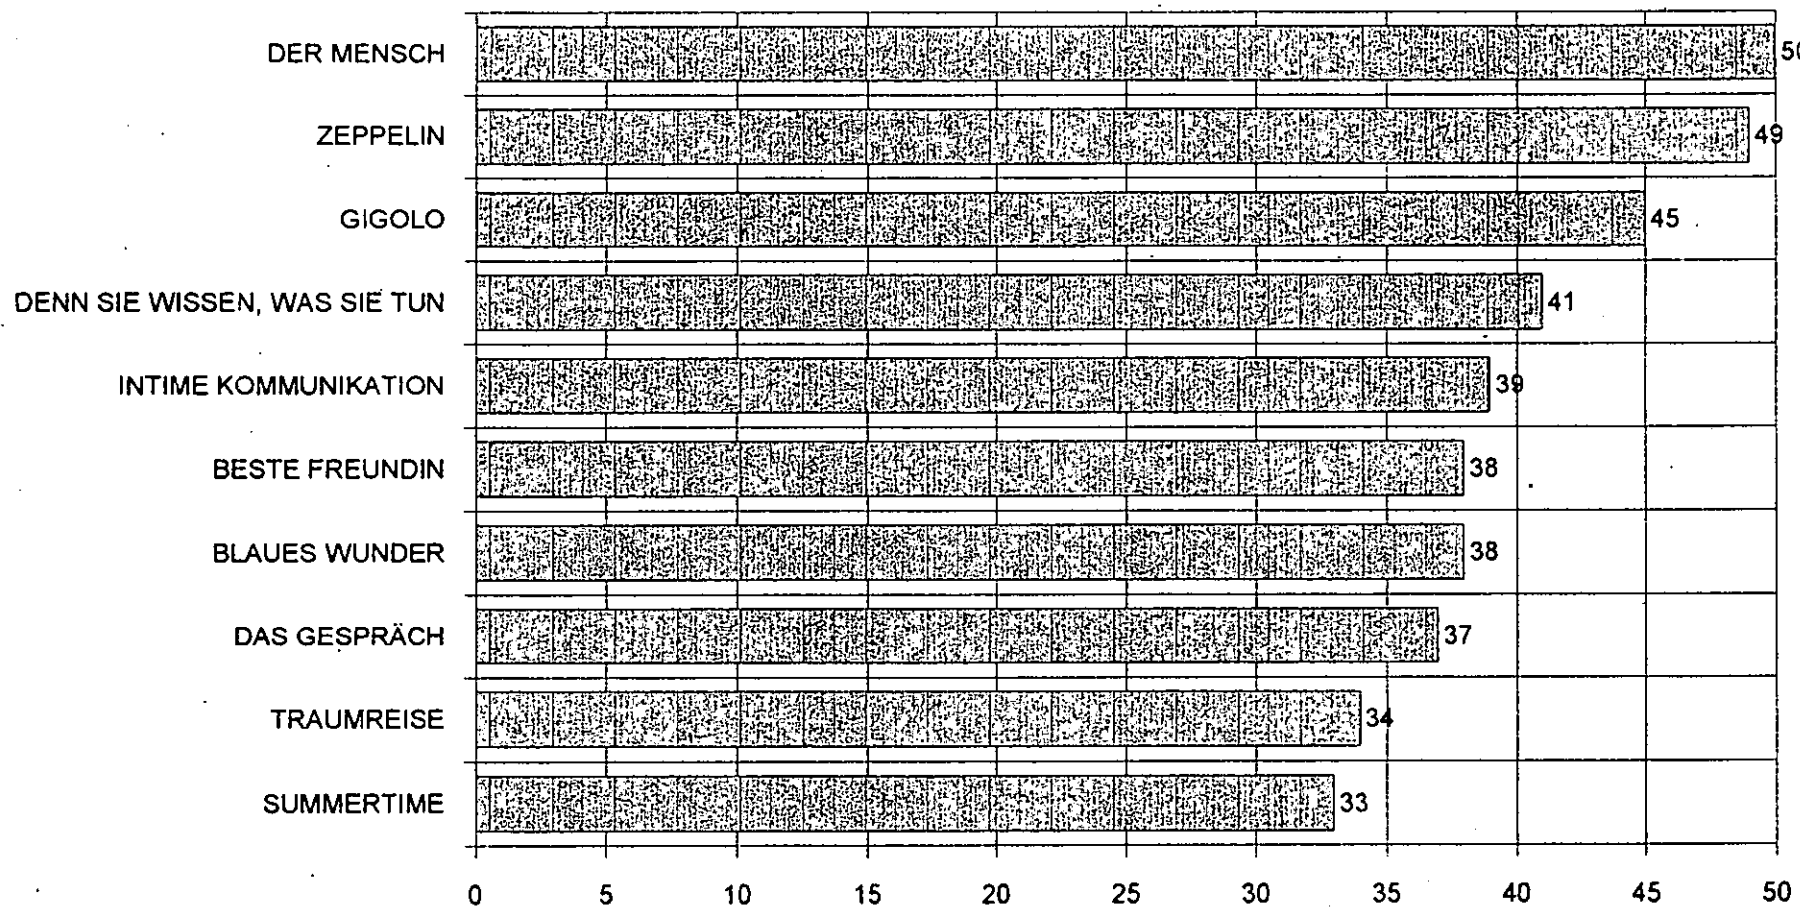 DER MENSCH 50
ZEPPELIN 49
GIGOLO 45
DENN SIE WISSEN, WAS SIE TUN 41
INTIME KOMMUNIKATION 39
BESTE FREUNDIN 38
BLAUES WUNDER 38
DAS GESPRÄCH 37
TRAUMREISE 34
SUMMERTIME 33
0 5 10 15 20 25 30 35 40 45 50